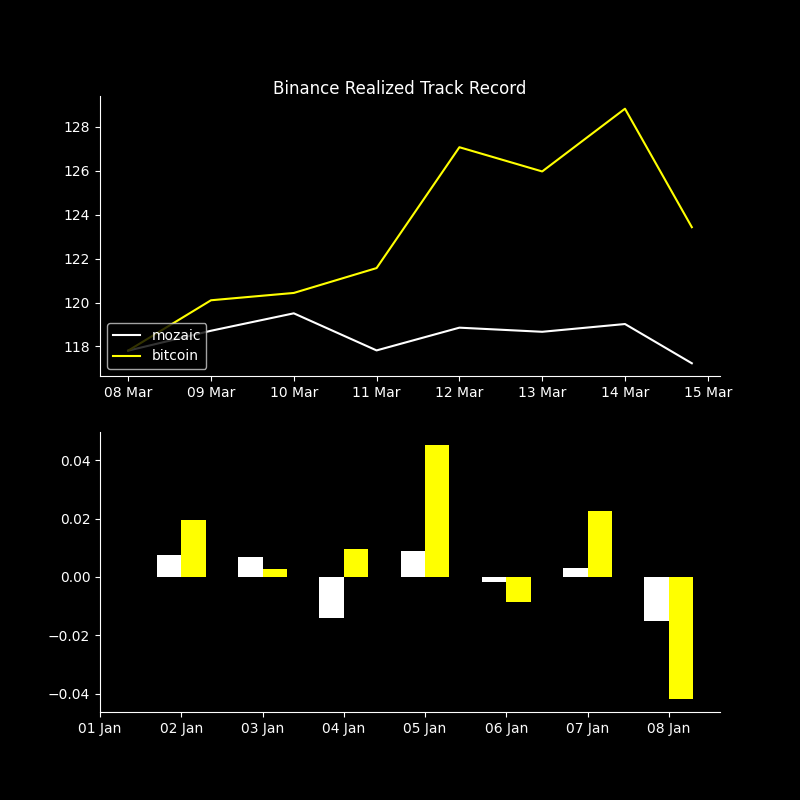 Binance Realized Track Record
128
126
124
122
120
118
mozaic
bitcoin
08 Mar 09 Mar 10 Mar 11 Mar 12 Mar 13 Mar 14 Mar 15 Mar
0.04
0.02
0.00
−0.02
−0.04
01 Jan 02 Jan 03 Jan 04 Jan 05 Jan 06 Jan 07 Jan 08 Jan